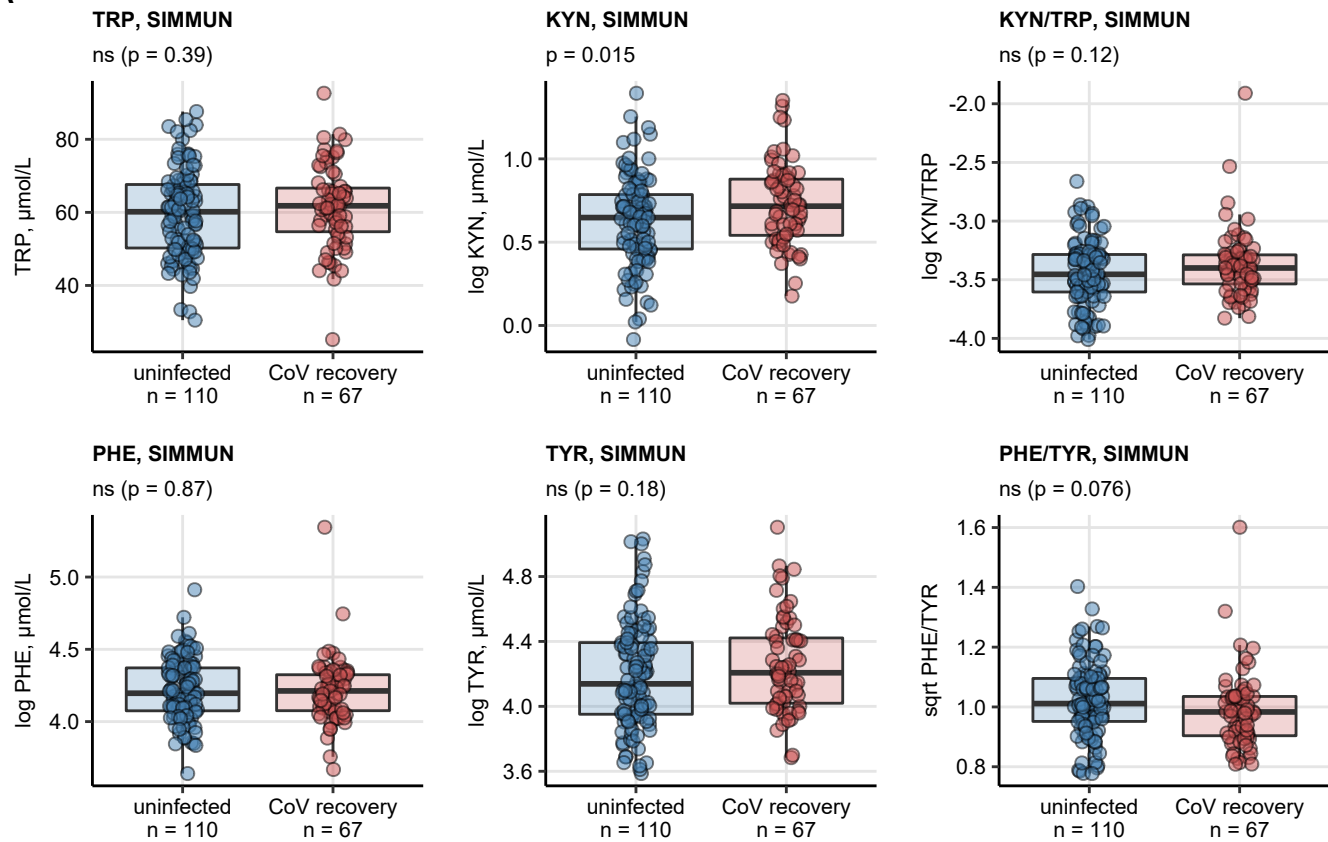 TRP, SIMMUN
ns (p = 0.39)
TRP, µmol/L
80
60
40
uninfected
n = 110
CoV recovery
n = 67
KYN, SIMMUN
p = 0.015
log KYN, µmol/L
1.0
0.5
0.0
uninfected
n = 110
CoV recovery
n = 67
KYN/TRP, SIMMUN
ns (p = 0.12)
log KYN/TRP
-2.0
-2.5
-3.0
-3.5
-4.0
uninfected
n = 110
CoV recovery
n = 67
PHE, SIMMUN
ns (p = 0.87)
log PHE, µmol/L
5.0
4.5
4.0
uninfected
n = 110
CoV recovery
n = 67
TYR, SIMMUN
ns (p = 0.18)
log TYR, µmol/L
4.8
4.4
4.0
3.6
uninfected
n = 110
CoV recovery
n = 67
PHE/TYR, SIMMUN
ns (p = 0.076)
sqrt PHE/TYR
1.6
1.4
1.2
1.0
0.8
uninfected
n = 110
CoV recovery
n = 67